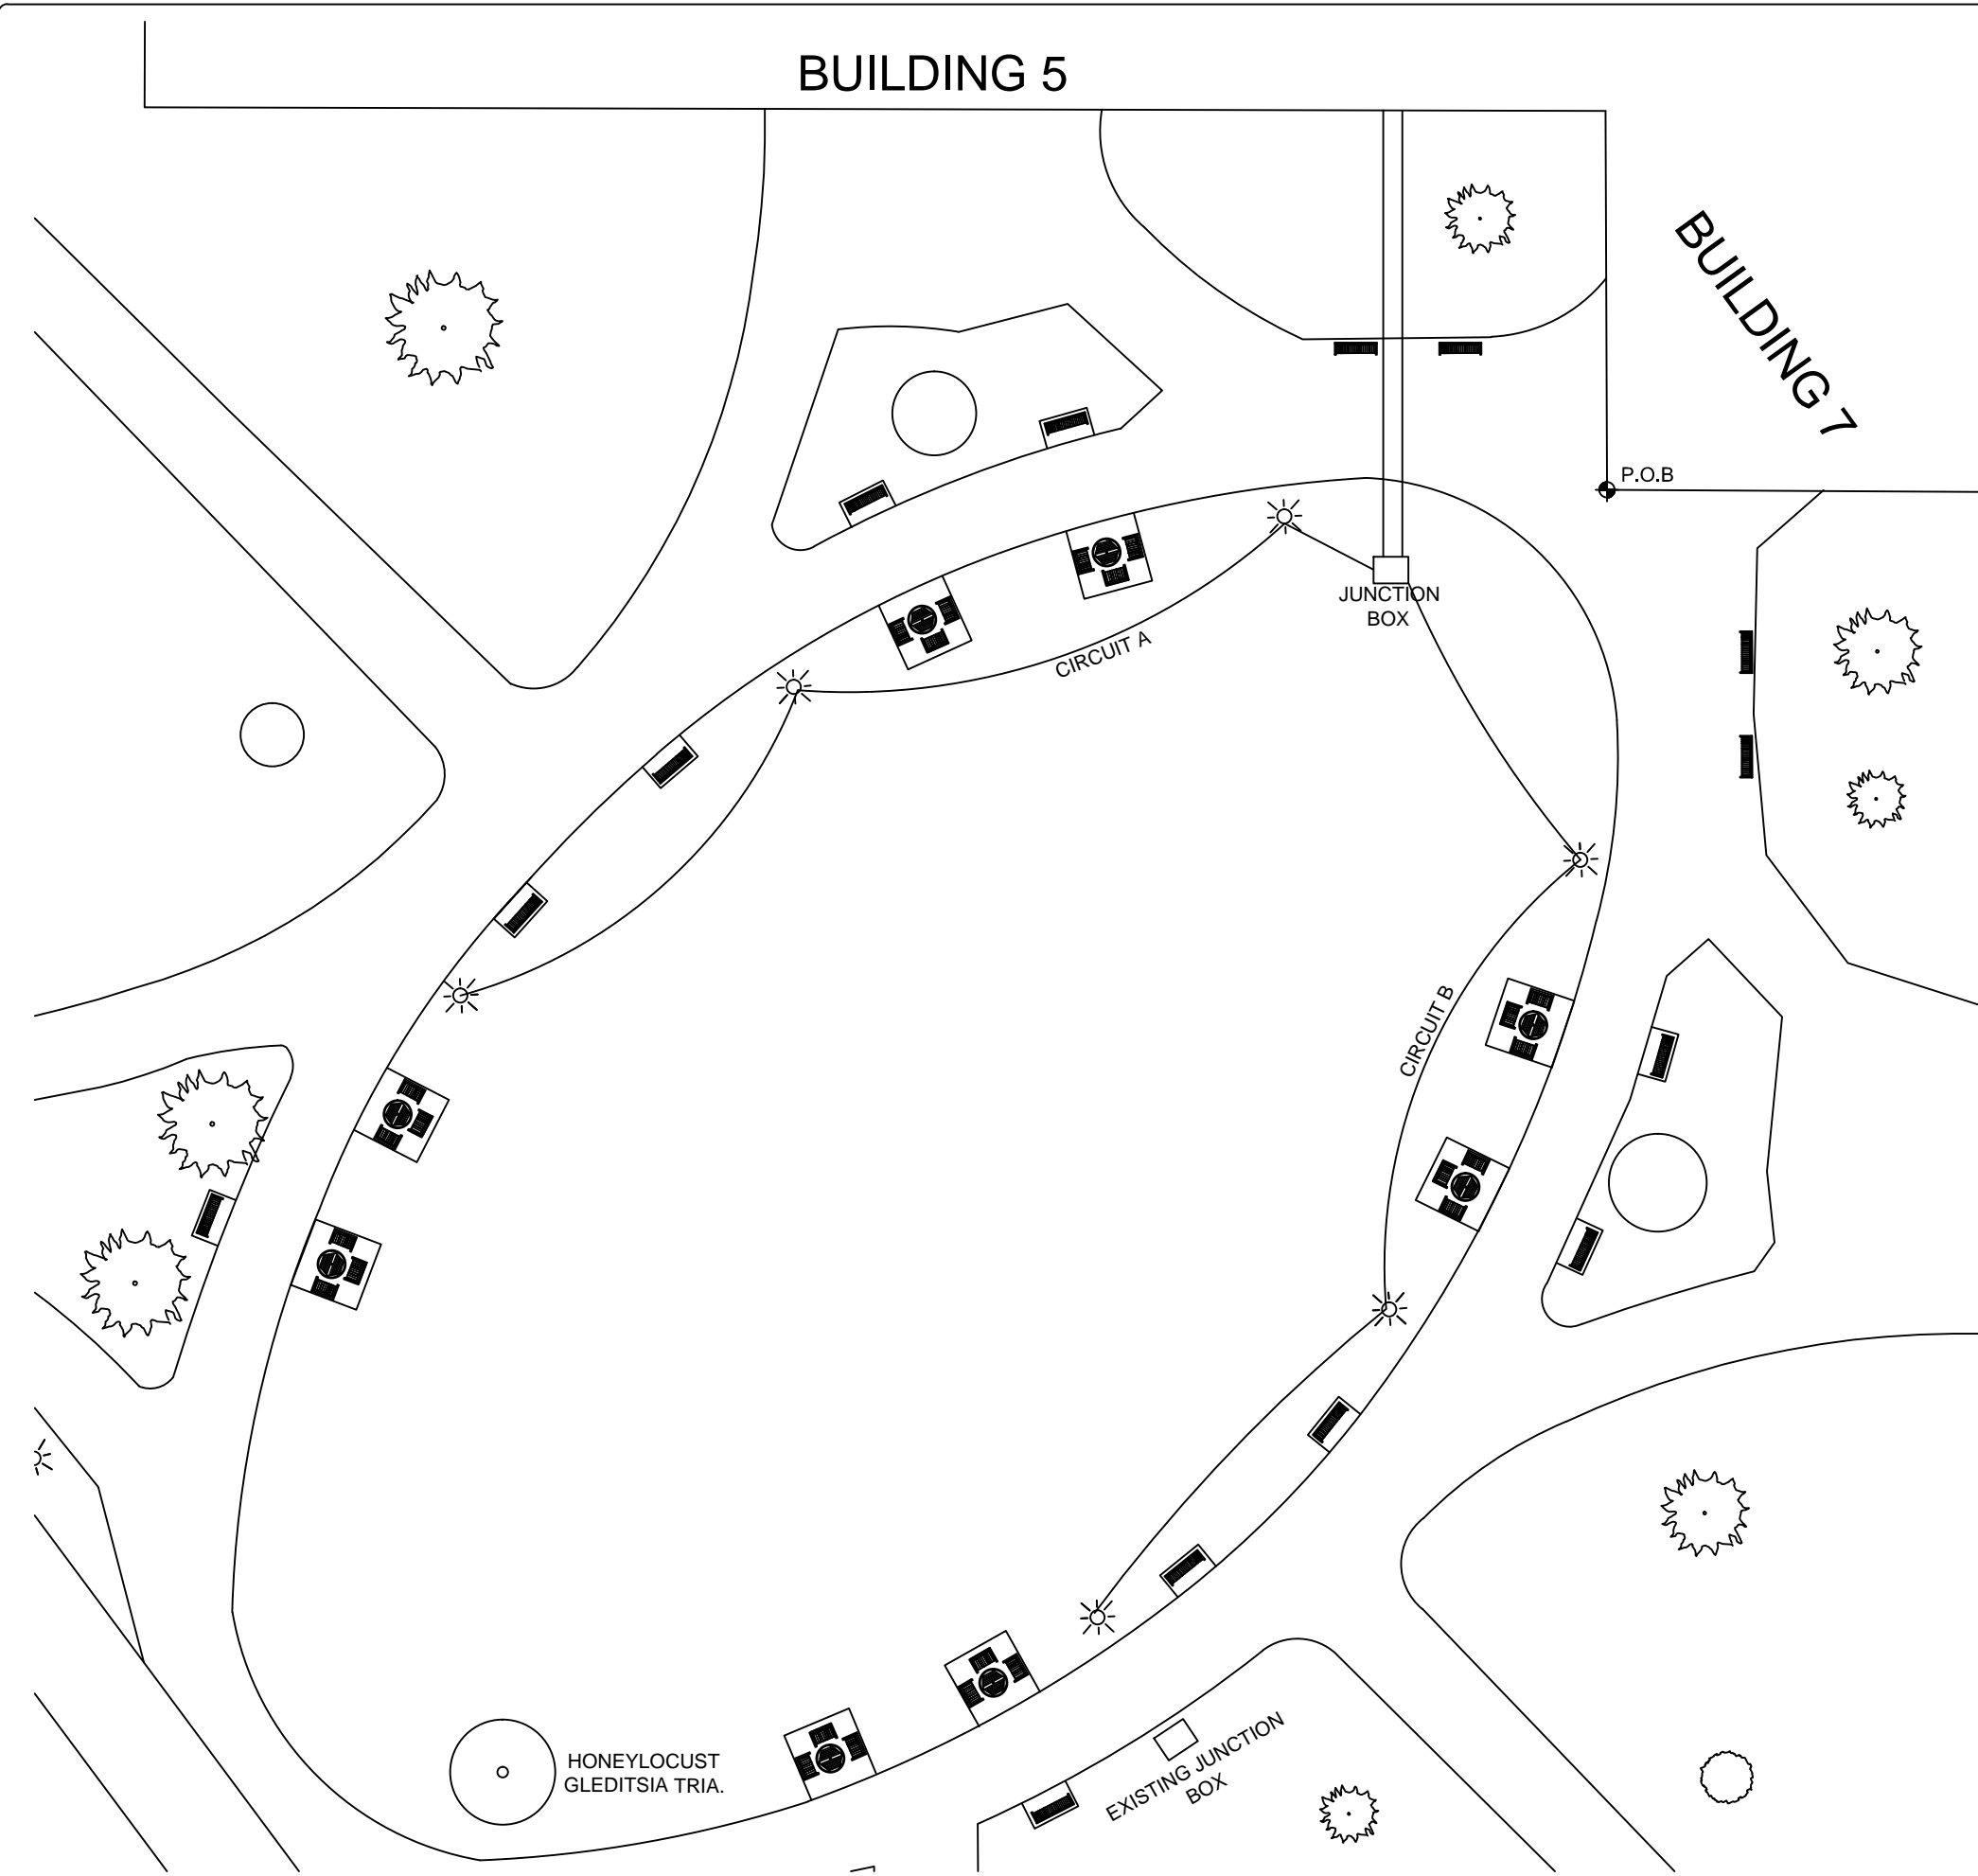 BUILDING 5
BUILDING 7
P.O.B
JUNCTION
BOX
CIRCUIT A
CIRCUIT B
HONEYLOCUST
GLEDITSIA TRIA.
EXISTING JUNCTION
BOX